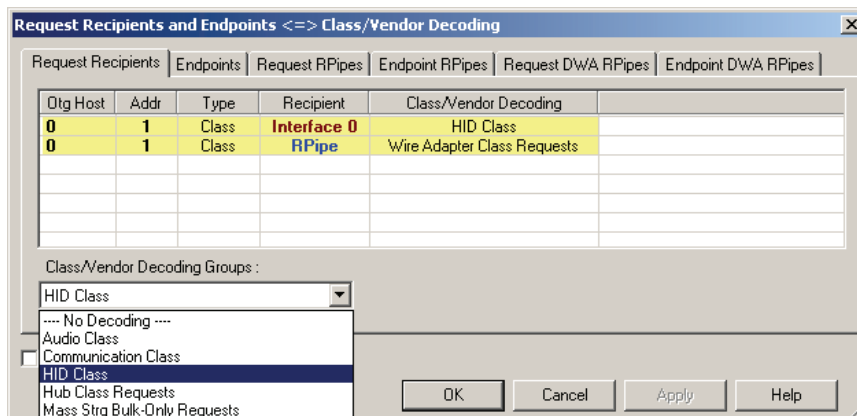 Request Recipients and Endpoints <=> Class/Vendor Decoding
Request Recipients Endpoints Request RPipes Endpoint RPipes Request DWA RPipes Endpoint DWA RPipes
Otg Host Addr Type Recipient Class/Vendor Decoding
0 1 Class Interface 0 HID Class
0 1 Class RPipe Wire Adapter Class Requests
Class/Vendor Decoding Groups :
HID Class
---- No Decoding ----
Audio Class
Communication Class
HID Class
Hub Class Requests
Mass Strg Bulk-Only Requests
OK Cancel Apply Help